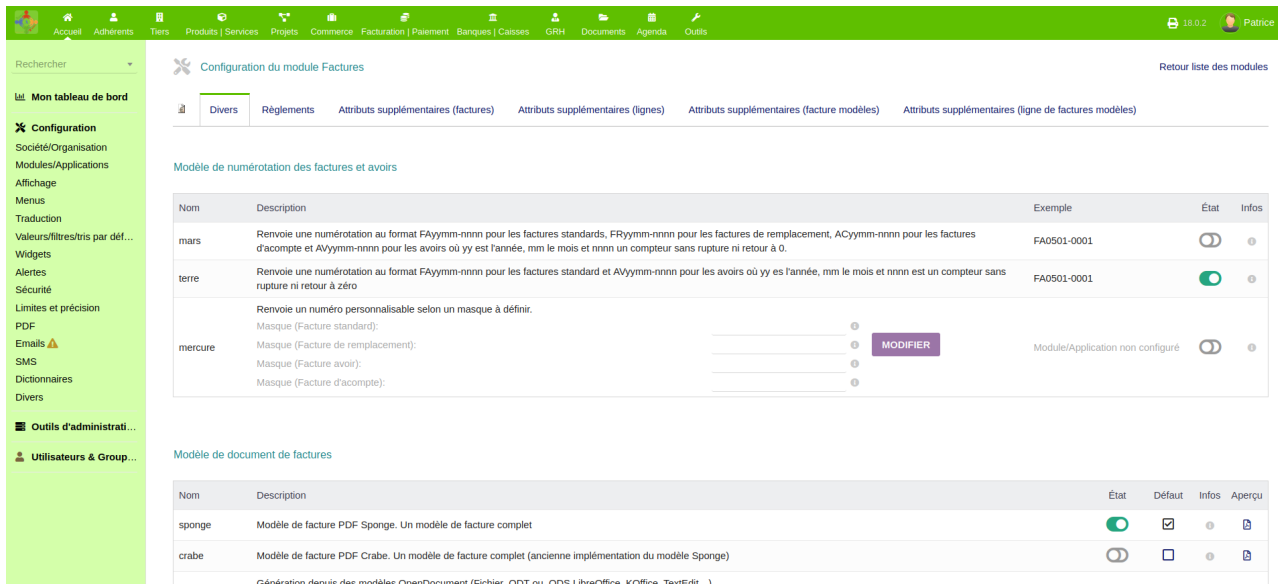 Accueil Adhérents Tiers Produits | Services Projets Commerce Facturation | Paiement Banques | Caisses GRH Documents Agenda Outils 18.0.2 Patrice
Rechercher
Mon tableau de bord
Configuration
Société/Organisation
Modules/Applications
Affichage
Menus
Traduction
Valeurs/filtres/tris par déf…
Widgets
Alertes
Sécurité
Limites et précision
PDF
Emails
SMS
Dictionnaires
Divers
Outils d'administrati…
Utilisateurs & Group…
Configuration du module Factures
Retour liste des modules
Divers Règlements Attributs supplémentaires (factures) Attributs supplémentaires (lignes) Attributs supplémentaires (facture modèles) Attributs supplémentaires (ligne de factures modèles)
Modèle de numérotation des factures et avoirs
Nom Description Exemple État Infos
mars Renvoie une numérotation au format FAyymm-nnnn pour les factures standards, FRyymm-nnnn pour les factures de remplacement, ACyymm-nnnn pour les factures
d'acompte et AVyymm-nnnn pour les avoirs où yy est l'année, mm le mois et nnnn un compteur sans rupture ni retour à 0. FA0501-0001
terre Renvoie une numérotation au format FAyymm-nnnn pour les factures standard et AVyymm-nnnn pour les avoirs où yy es l'année, mm le mois et nnnn est un compteur sans
rupture ni retour à zéro FA0501-0001
mercure Renvoie un numéro personnalisable selon un masque à définir.
Masque (Facture standard):
Masque (Facture de remplacement):
Masque (Facture avoir):
Masque (Facture d'acompte):
MODIFIER
Module/Application non configuré
Modèle de document de factures
Nom Description État Défaut Infos Aperçu
sponge Modèle de facture PDF Sponge. Un modèle de facture complet
crabe Modèle de facture PDF Crabe. Un modèle de facture complet (ancienne implémentation du modèle Sponge)
Génération depuis des modèles OpenDocument (Fichier .ODT ou .ODS LibreOffice, KOffice, TextEdit…)